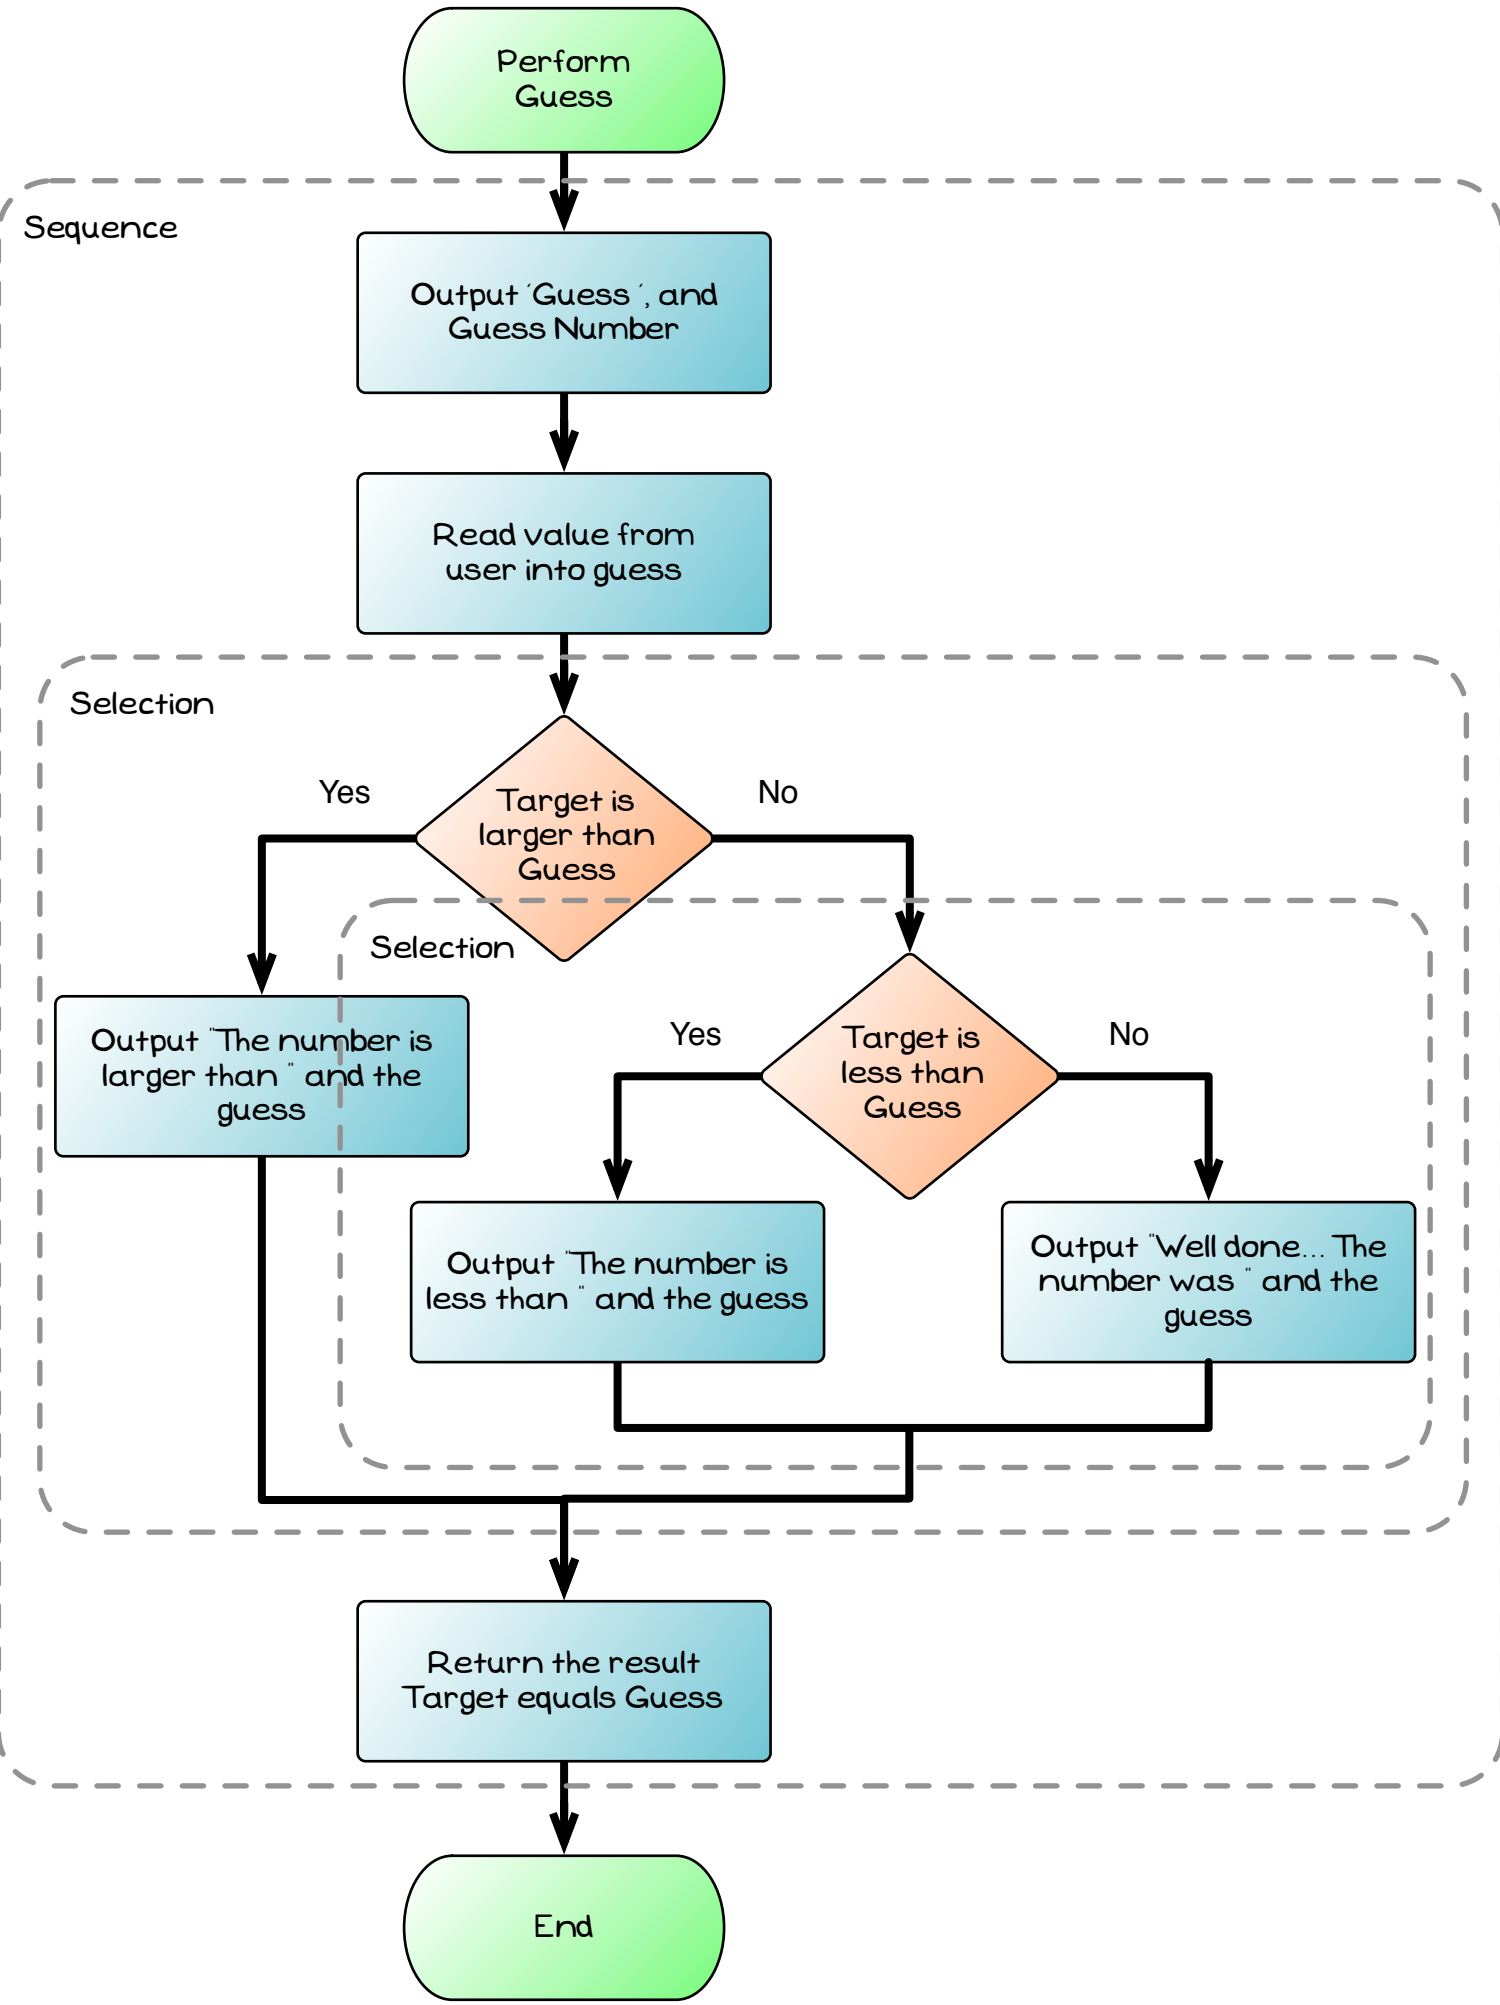 Perform
Guess
Sequence
Output 'Guess ', and
Guess Number
Read value from
user into guess
Selection
Yes
No
Target is
larger than
Guess
Selection
Output "The number is
larger than " and the
guess
Yes
No
Target is
less than
Guess
Output "The number is
less than " and the guess
Output "Well done... The
number was " and the
guess
Return the result
Target equals Guess
End